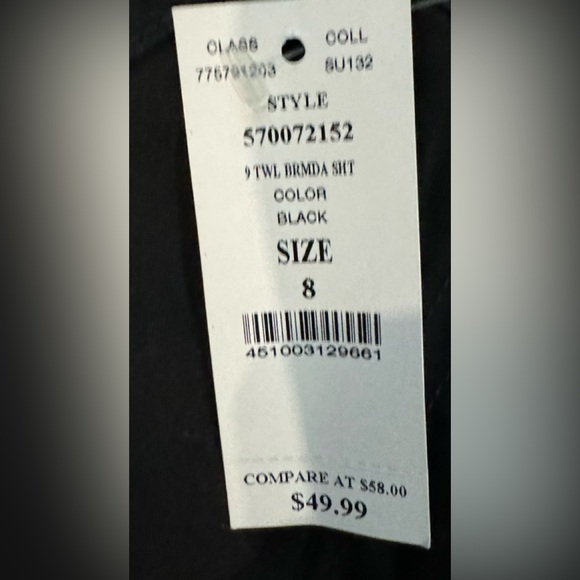 CLASS COLL
775791203 SU132
STYLE
570072152
9 TWL BRMDA SHT
COLOR
BLACK
SIZE
8
451003129661
COMPARE AT $58.00
$49.99